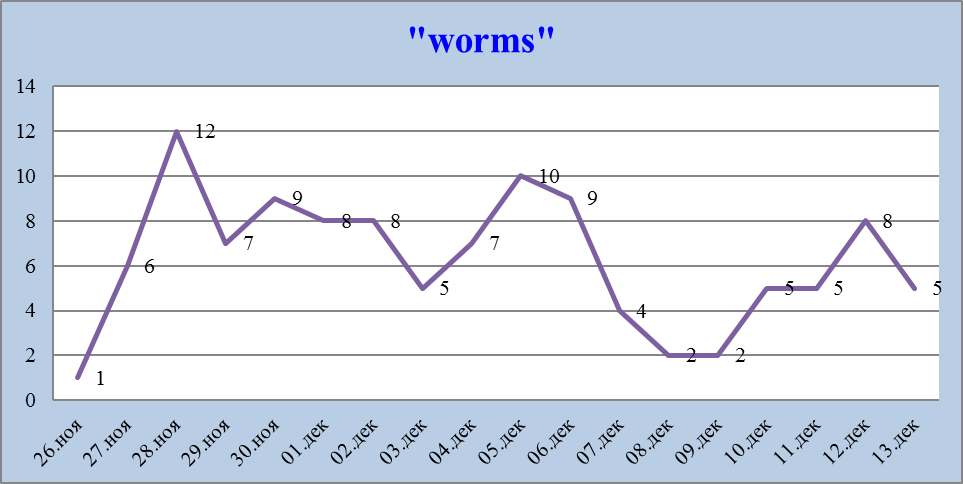 "worms"
14
12
10
8
6
4
2
0
1
6
12
7
9
8
8
5
7
10
9
4
2
2
5
5
8
5
26.ноя
27.ноя
28.ноя
29.ноя
30.ноя
01.дек
02.дек
03.дек
04.дек
05.дек
06.дек
07.дек
08.дек
09.дек
10.дек
11.дек
12.дек
13.дек